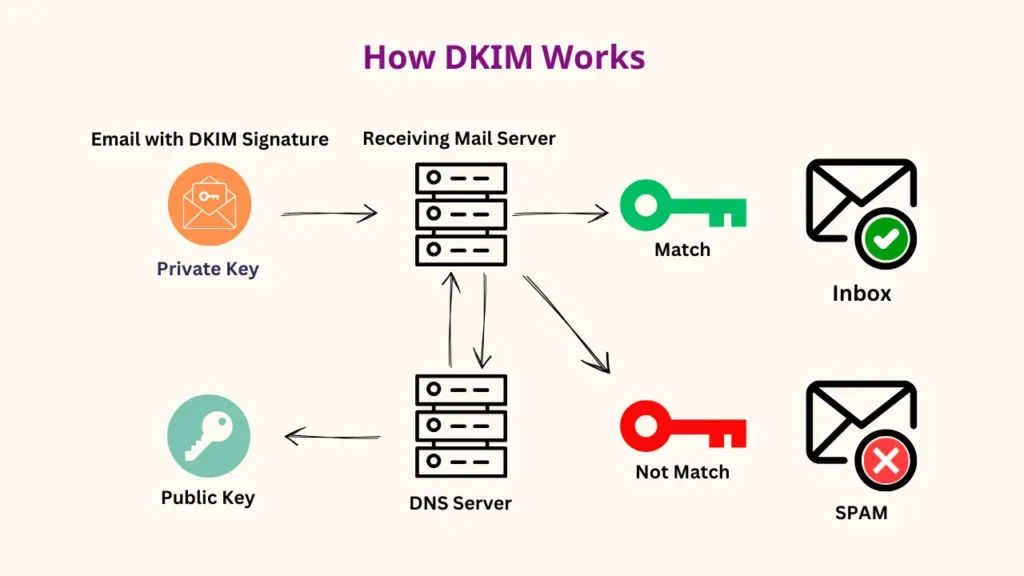 How DKIM Works
Email with DKIM Signature
Receiving Mail Server
Private Key
Match
Inbox
Public Key
DNS Server
Not Match
SPAM